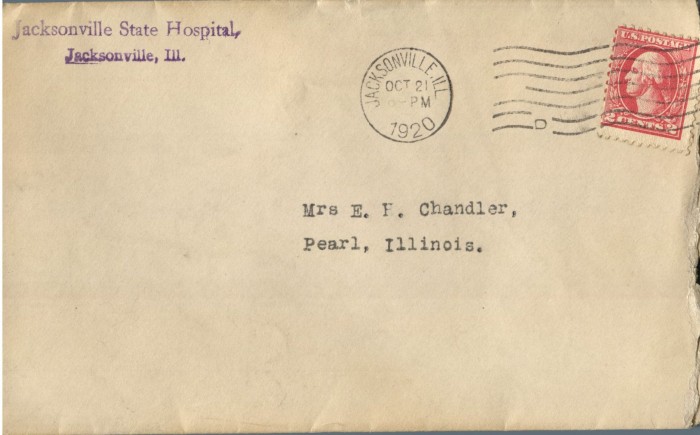 Jacksonville State Hospital,
Jacksonville, Ill.
JACKSONVILLE, ILL.
OCT 21
PM
1920
D
U.S. POSTAGE
2 CENTS 2
Mrs E. F. Chandler,
Pearl, Illinois.